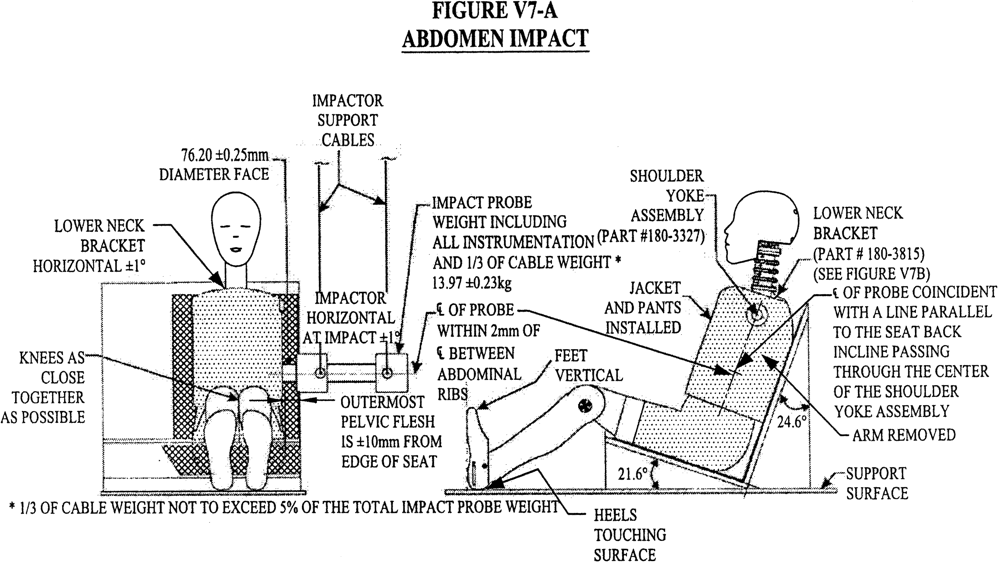 FIGURE V7-A
ABDOMEN IMPACT
IMPACTOR
SUPPORT
CABLES
76.20 ±0.25mm
DIAMETER FACE
LOWER NECK
BRACKET
HORIZONTAL ±1°
KNEES AS
CLOSE
TOGETHER
AS POSSIBLE
IMPACTOR
HORIZONTAL
AT IMPACT ±1°
OUTERMOST
PELVIC FLESH
IS ±10mm FROM
EDGE OF SEAT
IMPACT PROBE
WEIGHT INCLUDING
ALL INSTRUMENTATION
AND 1/3 OF CABLE WEIGHT *
13.97 ±0.23kg
℄ OF PROBE
WITHIN 2mm OF
℄ BETWEEN
ABDOMINAL
RIBS
FEET
VERTICAL
SHOULDER
YOKE
ASSEMBLY
(PART #180-3327)
JACKET
AND PANTS
INSTALLED
LOWER NECK
BRACKET
(PART # 180-3815)
(SEE FIGURE V7B)
℄ OF PROBE COINCIDENT
WITH A LINE PARALLEL
TO THE SEAT BACK
INCLINE PASSING
THROUGH THE CENTER
OF THE SHOULDER
YOKE ASSEMBLY
24.6°
ARM REMOVED
21.6°
SUPPORT
SURFACE
HEELS
TOUCHING
SURFACE
* 1/3 OF CABLE WEIGHT NOT TO EXCEED 5% OF THE TOTAL IMPACT PROBE WEIGHT